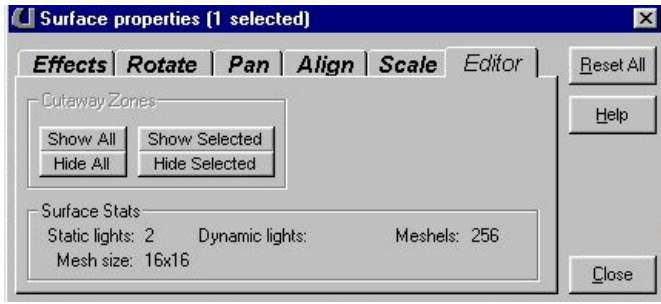 Surface properties (1 selected)
Effects Rotate Pan Align Scale Editor
Reset All
Help
Cutaway Zones
Show All Show Selected
Hide All Hide Selected
Surface Stats
Static lights: 2 Dynamic lights: Meshels: 256
Mesh size: 16x16
Close